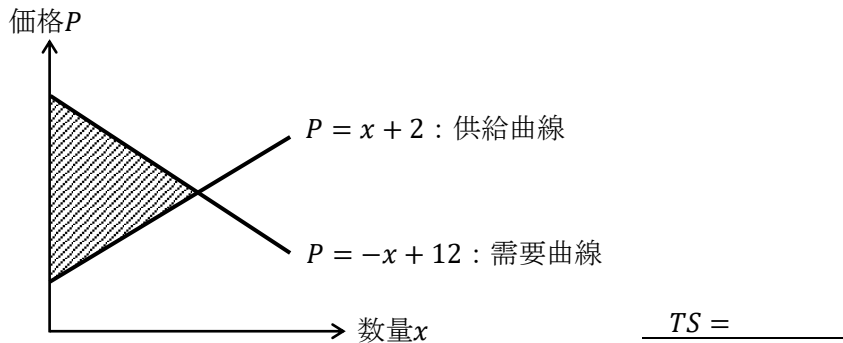 価格P
P = x + 2：供給曲線
P = −x + 12：需要曲線
数量x
TS =